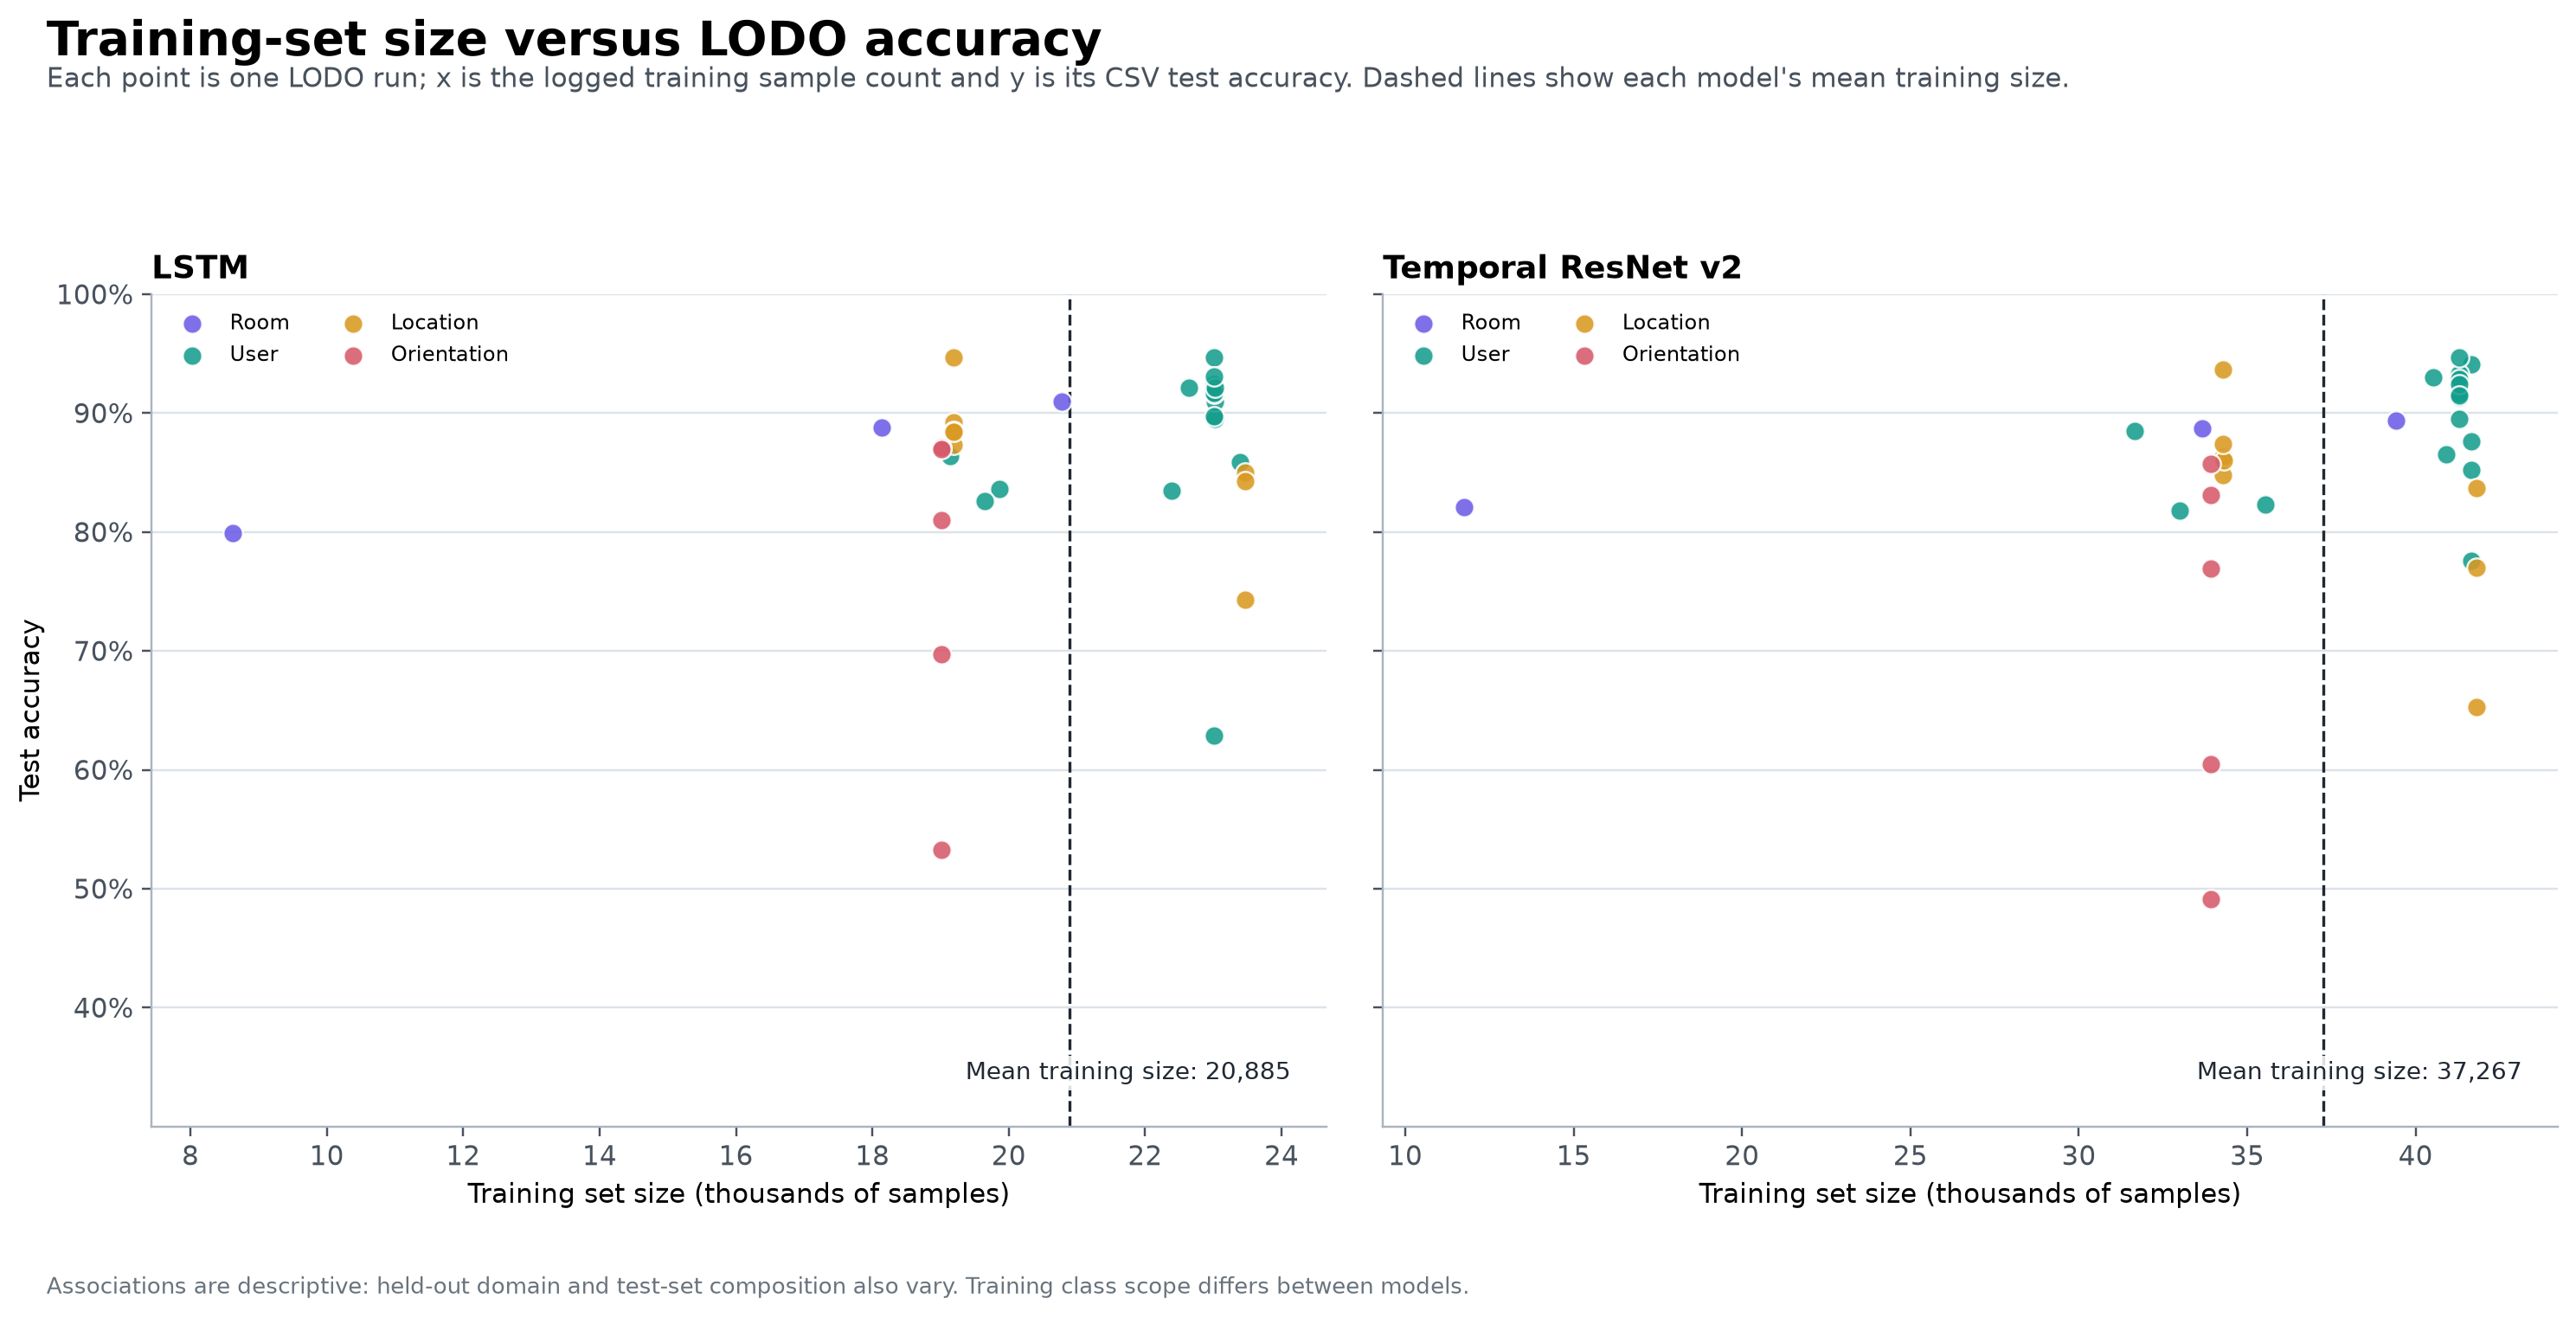 Training-set size versus LODO accuracy
Each point is one LODO run; x is the logged training sample count and y is its CSV test accuracy. Dashed lines show each model's mean training size.
LSTM
Room
Location
User
Orientation
100%
90%
80%
70%
60%
50%
40%
Test accuracy
Mean training size: 20,885
8
10
12
14
16
18
20
22
24
Training set size (thousands of samples)
Temporal ResNet v2
Room
Location
User
Orientation
Mean training size: 37,267
10
15
20
25
30
35
40
Training set size (thousands of samples)
Associations are descriptive: held-out domain and test-set composition also vary. Training class scope differs between models.